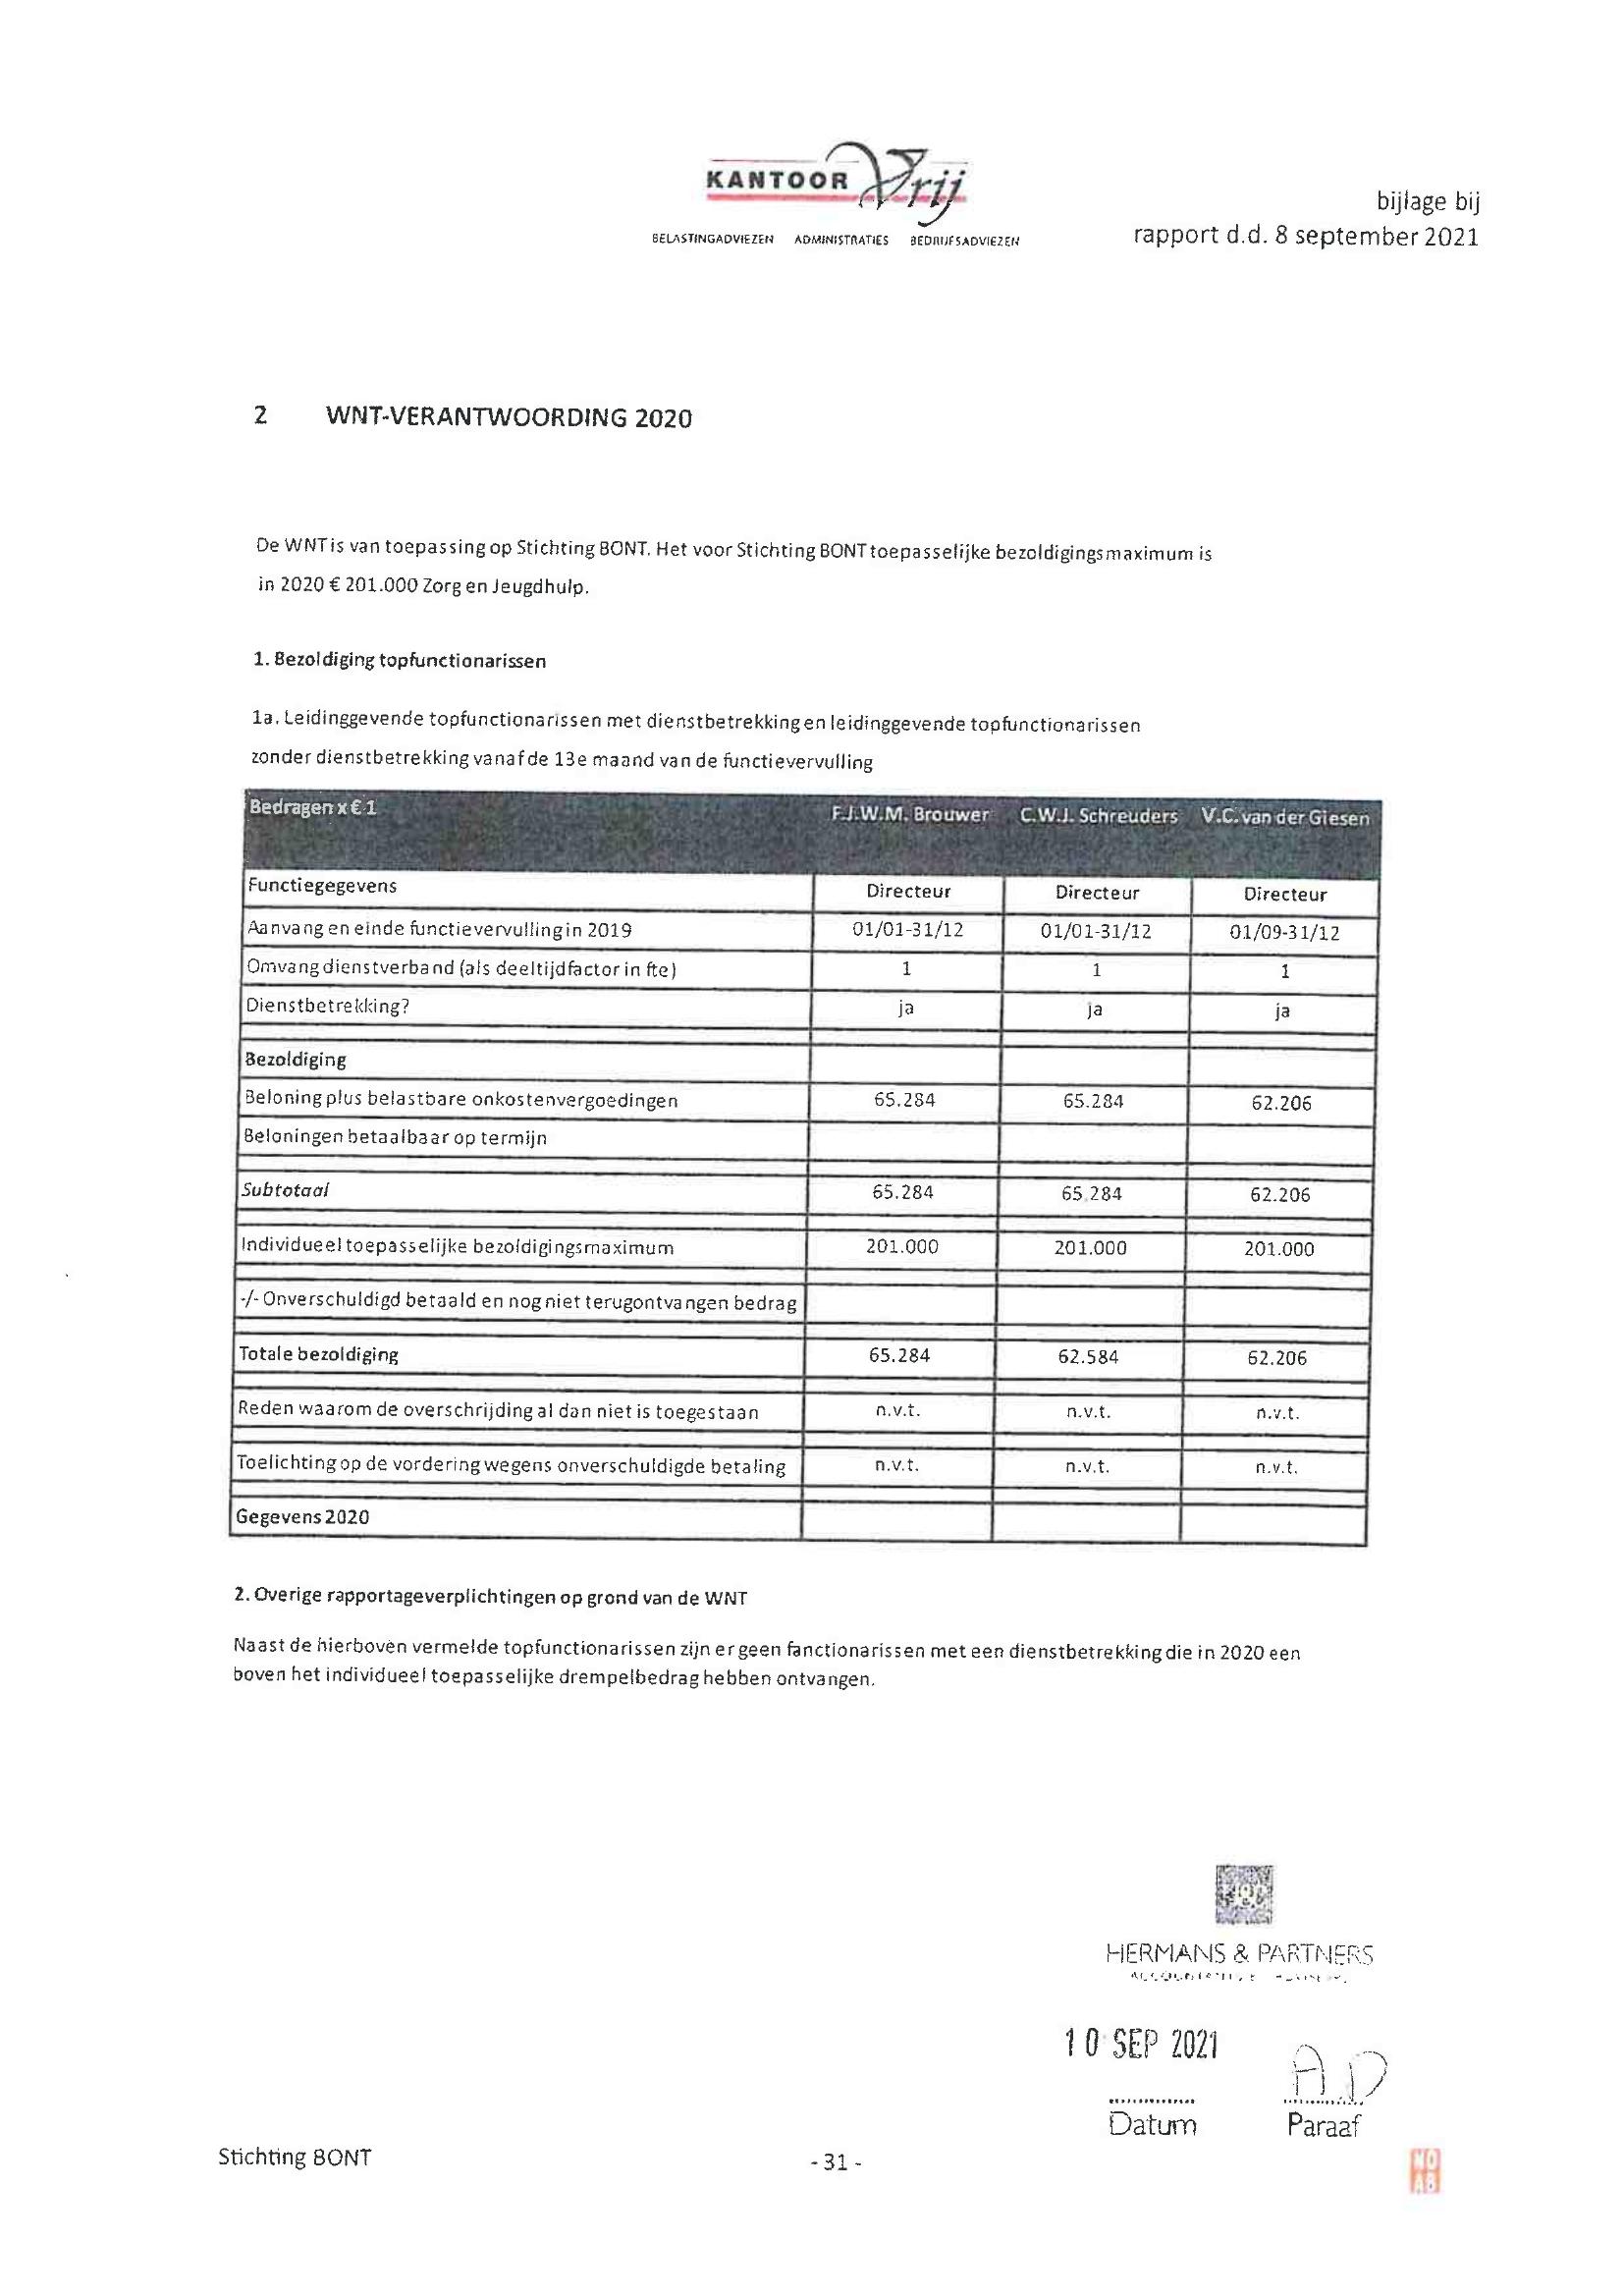 KANTOOR Vrij
BELASTINGADVIEZEN ADMINISTRATIES BEDRIJFSADVIEZEN
bijlage bij
rapport d.d. 8 september 2021
2 WNT-VERANTWOORDING 2020
De WNT is van toepassing op Stichting BONT. Het voor Stichting BONT toepasselijke bezoldigingsmaximum is
in 2020 € 201.000 Zorg en Jeugdhulp.
1. Bezoldiging topfunctionarissen
1a. Leidinggevende topfunctionarissen met dienstbetrekking en leidinggevende topfunctionarissen
zonder dienstbetrekking vanaf de 13e maand van de functievervulling
Bedragen x € 1 F.J.W.M. Brouwer C.W.J. Schreuders V.C. van der Giesen
Functiegegevens Directeur Directeur Directeur
Aanvang en einde functievervulling in 2019 01/01-31/12 01/01-31/12 01/09-31/12
Omvang dienstverband (als deeltijdfactor in fte) 1 1 1
Dienstbetrekking? ja ja ja
Bezoldiging
Beloning plus belastbare onkostenvergoedingen 65.284 65.284 62.206
Beloningen betaalbaar op termijn
Subtotaal 65.284 65.284 62.206
Individueel toepasselijke bezoldigingsmaximum 201.000 201.000 201.000
-/- Onverschuldigd betaald en nog niet terugontvangen bedrag
Totale bezoldiging 65.284 62.584 62.206
Reden waarom de overschrijding al dan niet is toegestaan n.v.t. n.v.t. n.v.t.
Toelichting op de vordering wegens onverschuldigde betaling n.v.t. n.v.t. n.v.t.
Gegevens 2020
2. Overige rapportageverplichtingen op grond van de WNT
Naast de hierboven vermelde topfunctionarissen zijn er geen fanctionarissen met een dienstbetrekking die in 2020 een
boven het individueel toepasselijke drempelbedrag hebben ontvangen.
HERMANS & PARTNERS
10 SEP 2021
A.D
Datum Paraaf
Stichting BONT - 31 -
NO
AB